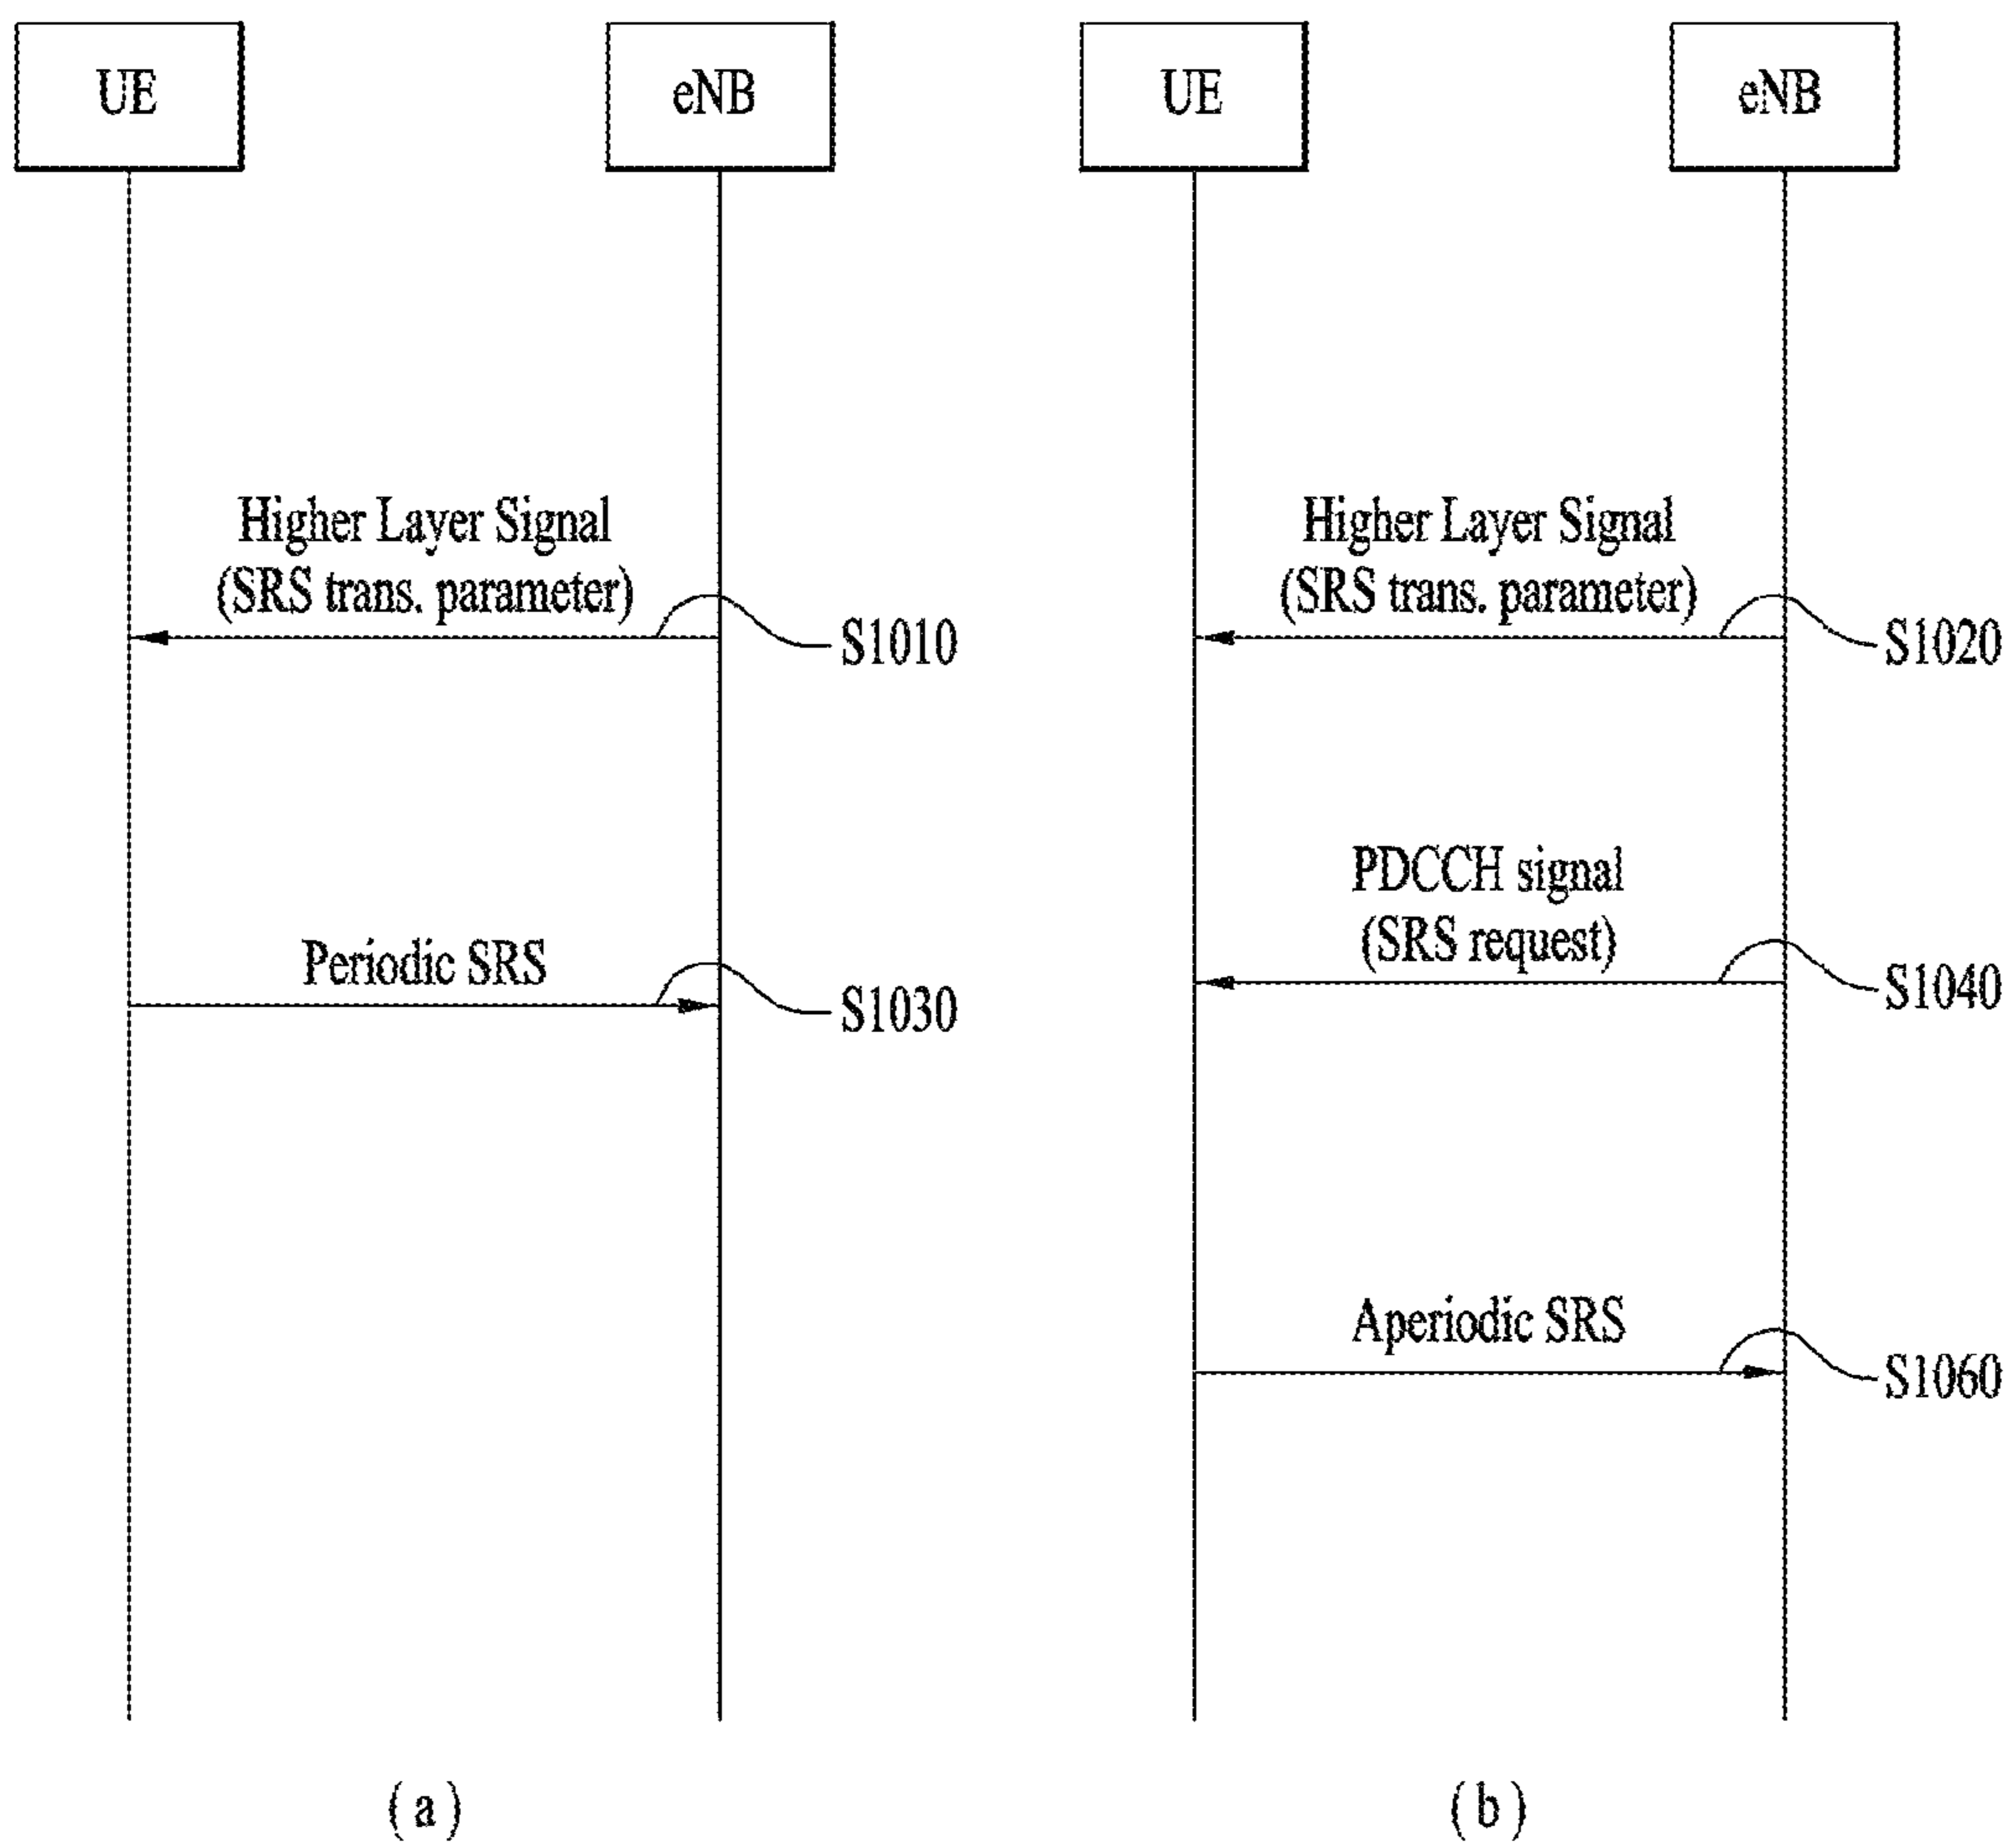 UE
eNB
Higher Layer Signal
(SRS trans. parameter)
S1010
Periodic SRS
S1030
(a)
UE
eNB
Higher Layer Signal
(SRS trans. parameter)
S1020
PDCCH signal
(SRS request)
S1040
Aperiodic SRS
S1060
(b)